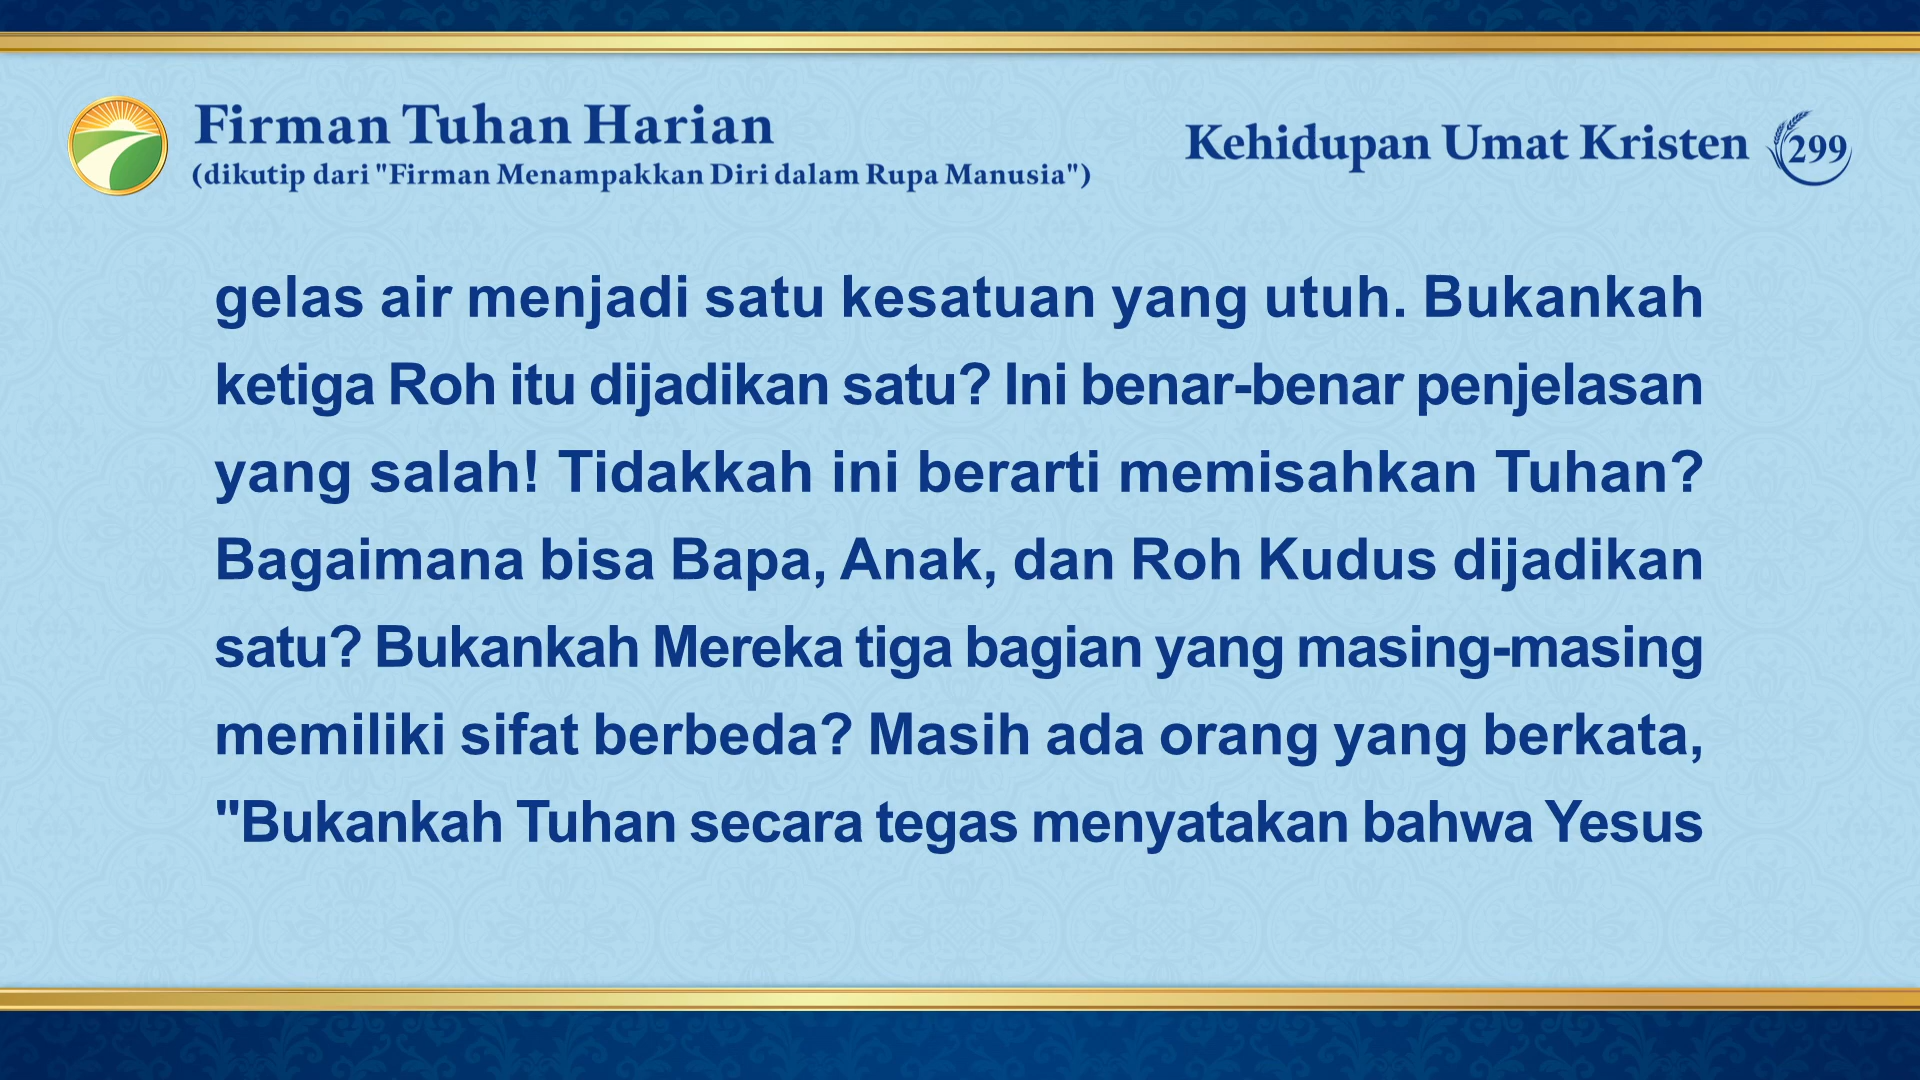 Firman Tuhan Harian
(dikutip dari "Firman Menampakkan Diri dalam Rupa Manusia")
Kehidupan Umat Kristen 299
gelas air menjadi satu kesatuan yang utuh. Bukankah
ketiga Roh itu dijadikan satu? Ini benar-benar penjelasan
yang salah! Tidakkah ini berarti memisahkan Tuhan?
Bagaimana bisa Bapa, Anak, dan Roh Kudus dijadikan
satu? Bukankah Mereka tiga bagian yang masing-masing
memiliki sifat berbeda? Masih ada orang yang berkata,
"Bukankah Tuhan secara tegas menyatakan bahwa Yesus